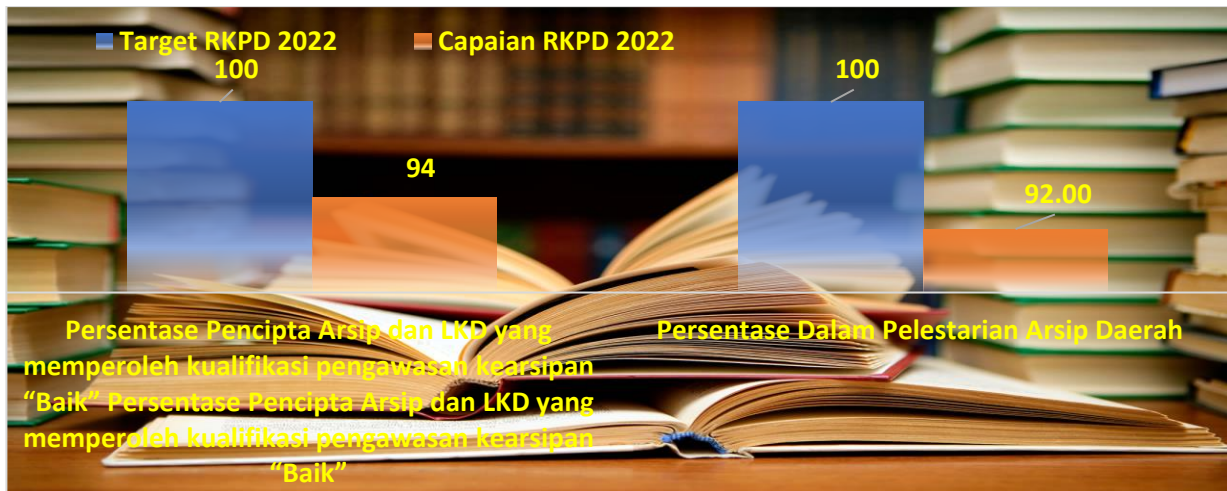 Target RKPD 2022 Capaian RKPD 2022
100
100
94
92.00
Persentase Pencipta Arsip dan LKD yang
memperoleh kualifikasi pengawasan kearsipan
“Baik” Persentase Pencipta Arsip dan LKD yang
memperoleh kualifikasi pengawasan kearsipan
“Baik”
Persentase Dalam Pelestarian Arsip Daerah